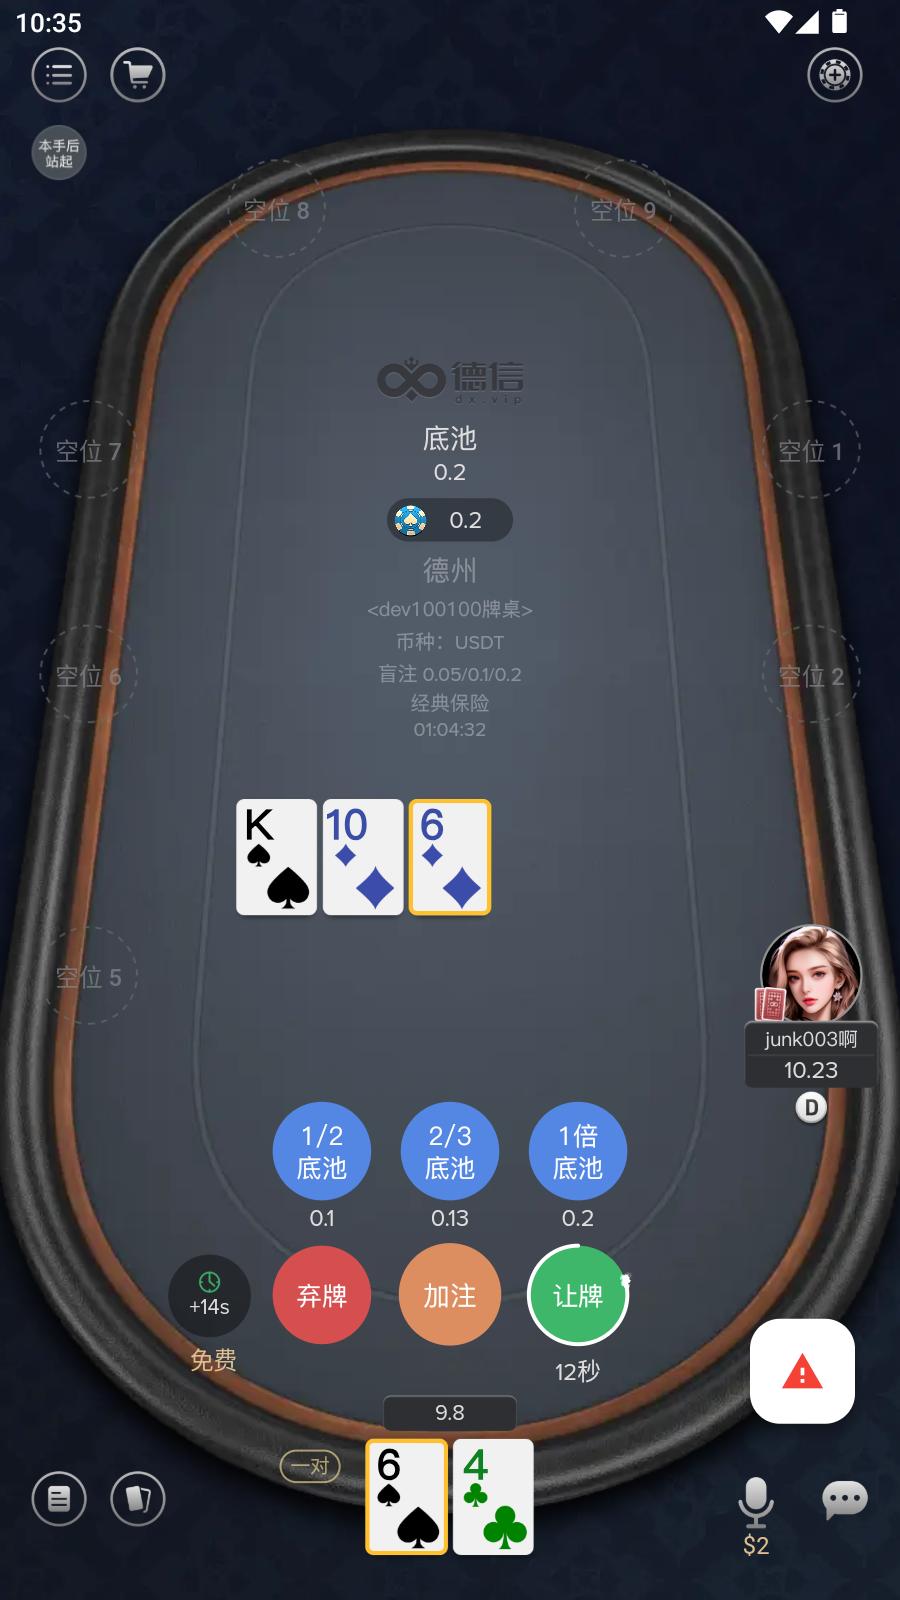 10:35
本手后
站起
空位 8
空位 9
德信
dx.vip
底池
0.2
空位 7
空位 1
0.2
德州
<dev100100牌桌>
币种：USDT
空位 6
盲注 0.05/0.1/0.2
空位 2
经典保险
01:04:32
K
10
6
空位 5
junk003啊
10.23
D
1/2
底池
2/3
底池
1倍
底池
0.1
0.13
0.2
+14s
弃牌
加注
让牌
免费
12秒
9.8
一对
6
4
$2